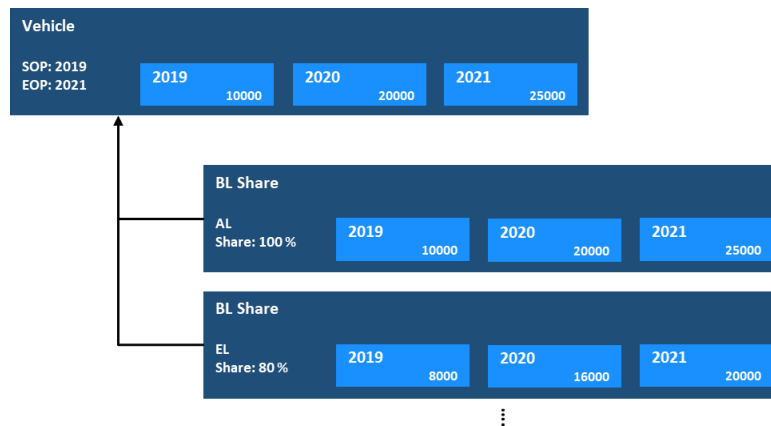 Vehicle
SOP: 2019
EOP: 2021
2019
10000
2020
20000
2021
25000
BL Share
AL
Share: 100 %
2019
10000
2020
20000
2021
25000
BL Share
EL
Share: 80 %
2019
8000
2020
16000
2021
20000